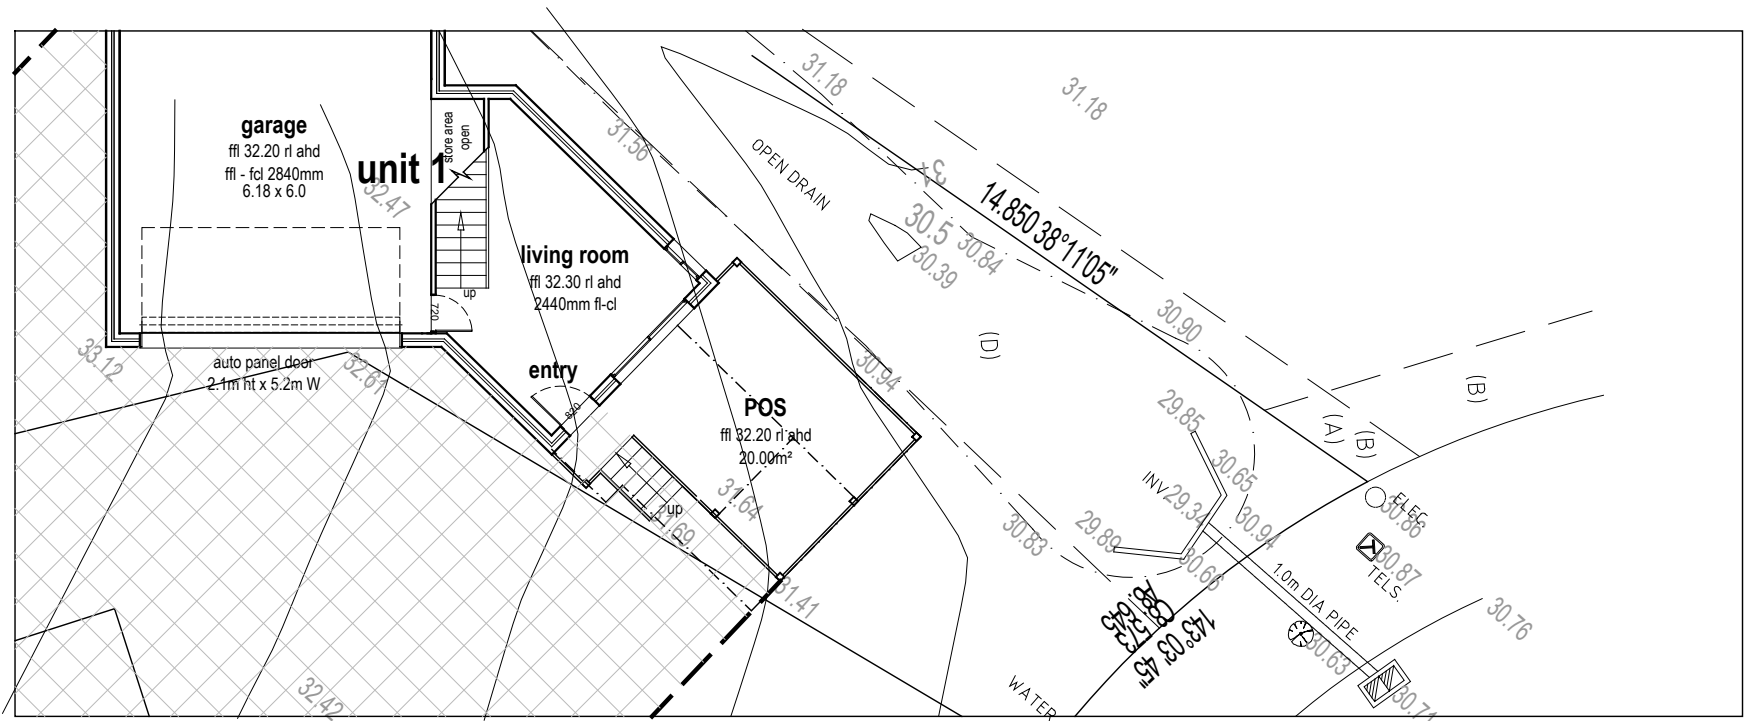 garage
ffl 32.20 rl ahd
ffl - fcl 2840mm
6.18 x 6.0
unit 1
store area
open
32.47
living room
ffl 32.30 rl ahd
2440mm fl-cl
up
720
entry
820
auto panel door
2.1m ht x 5.2m W
33.12
32.61
POS
ffl 32.20 rl ahd
20.00m²
31.64
up
31.69
31.41
32.42
31.56
31.18
31.18
OPEN DRAIN
30.5
30.39
30.84
14.850 38°11'05"
30.90
(D)
30.94
30.83
29.85
30.65
INV
29.34
29.89
30.94
30.66
(A)
(B)
(B)
ELEC
30.86
30.87
TELS.
1.0m DIA PIPE
30.63
30.71
30.76
143° 03' 45"
WATER